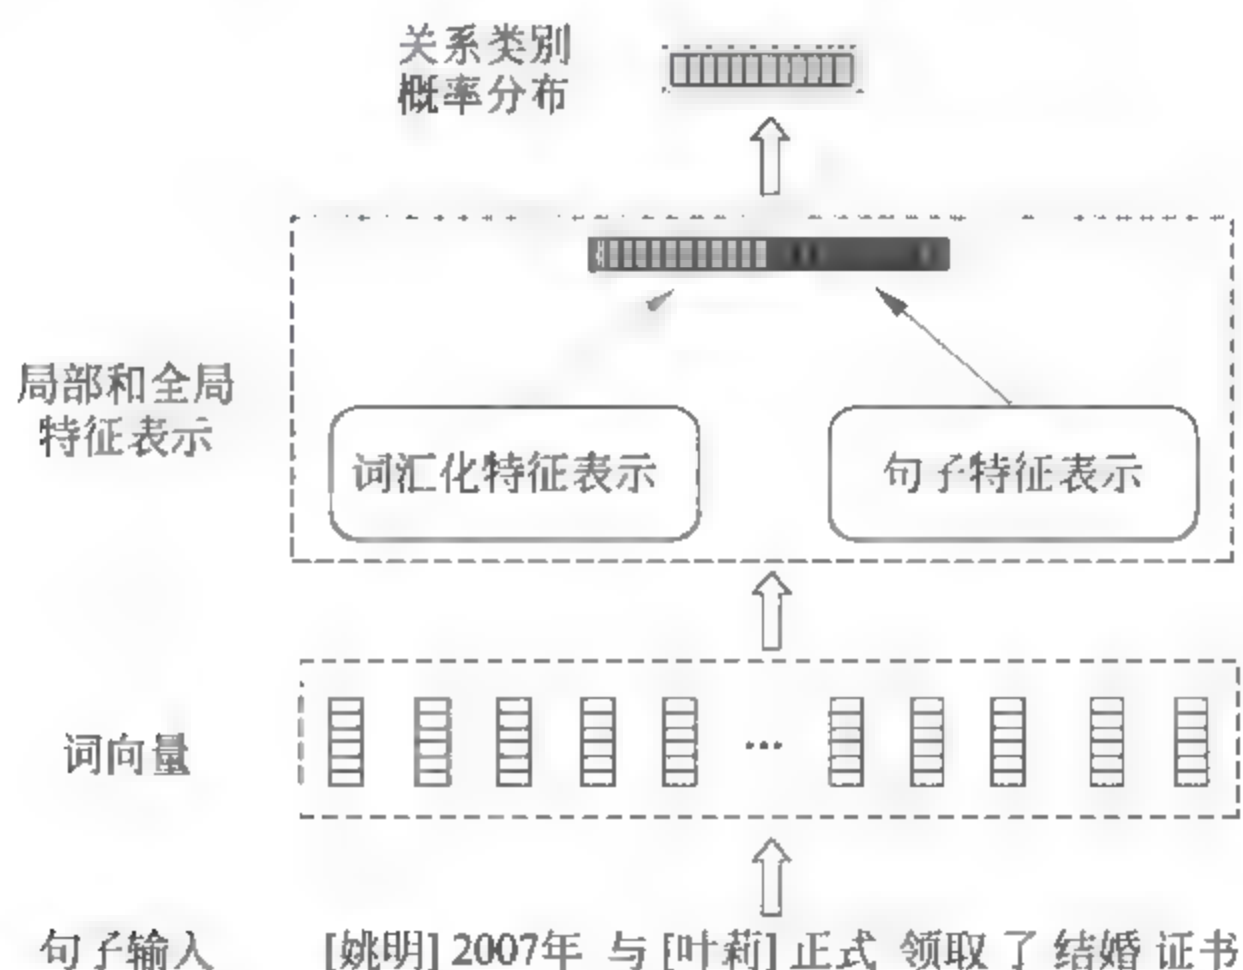 关系类别
概率分布
局部和全局
特征表示
词汇化特征表示
句子特征表示
词向量
...
句子输入
[姚明] 2007年 与 [叶莉] 正式 领取 了 结婚 证书